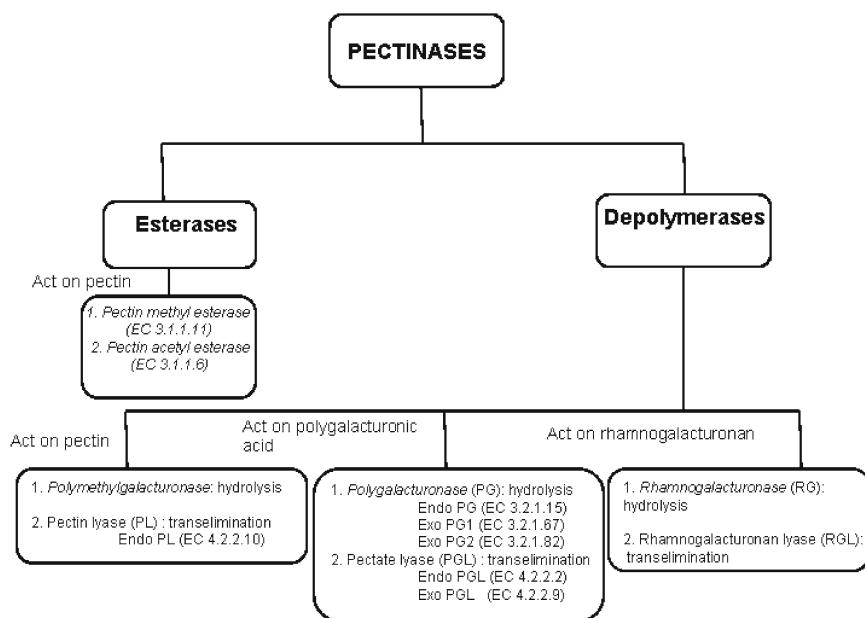 PECTINASES
Esterases
Depolymerases
Act on pectin
1. Pectin methyl esterase
(EC 3.1.1.11)
2. Pectin acetyl esterase
(EC 3.1.1.6)
Act on pectin
Act on polygalacturonic
acid
Act on rhamnogalacturonan
1. Polymethylgalacturonase: hydrolysis
2. Pectin lyase (PL) : transelimination
Endo PL (EC 4.2.2.10)
1. Polygalacturonase (PG): hydrolysis
Endo PG (EC 3.2.1.15)
Exo PG1 (EC 3.2.1.67)
Exo PG2 (EC 3.2.1.82)
2. Pectate lyase (PGL) : transelimination
Endo PGL (EC 4.2.2.2)
Exo PGL (EC 4.2.2.9)
1. Rhamnogalacturonase (RG):
hydrolysis
2. Rhamnogalacturonan lyase (RGL):
transelimination